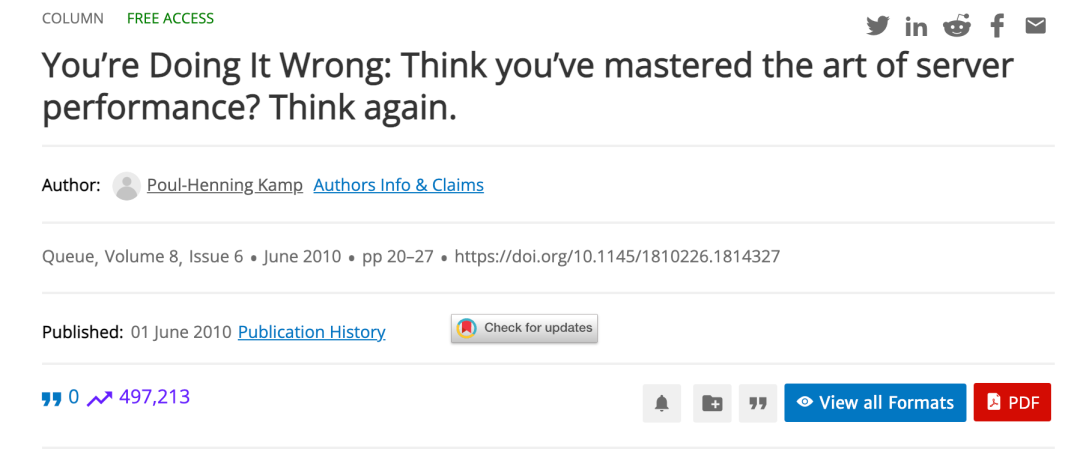 COLUMN FREE ACCESS
You’re Doing It Wrong: Think you’ve mastered the art of server
performance? Think again.
Author: Poul-Henning Kamp Authors Info & Claims
Queue, Volume 8, Issue 6 • June 2010 • pp 20–27 • https://doi.org/10.1145/1810226.1814327
Published: 01 June 2010 Publication History Check for updates
0 497,213 View all Formats PDF